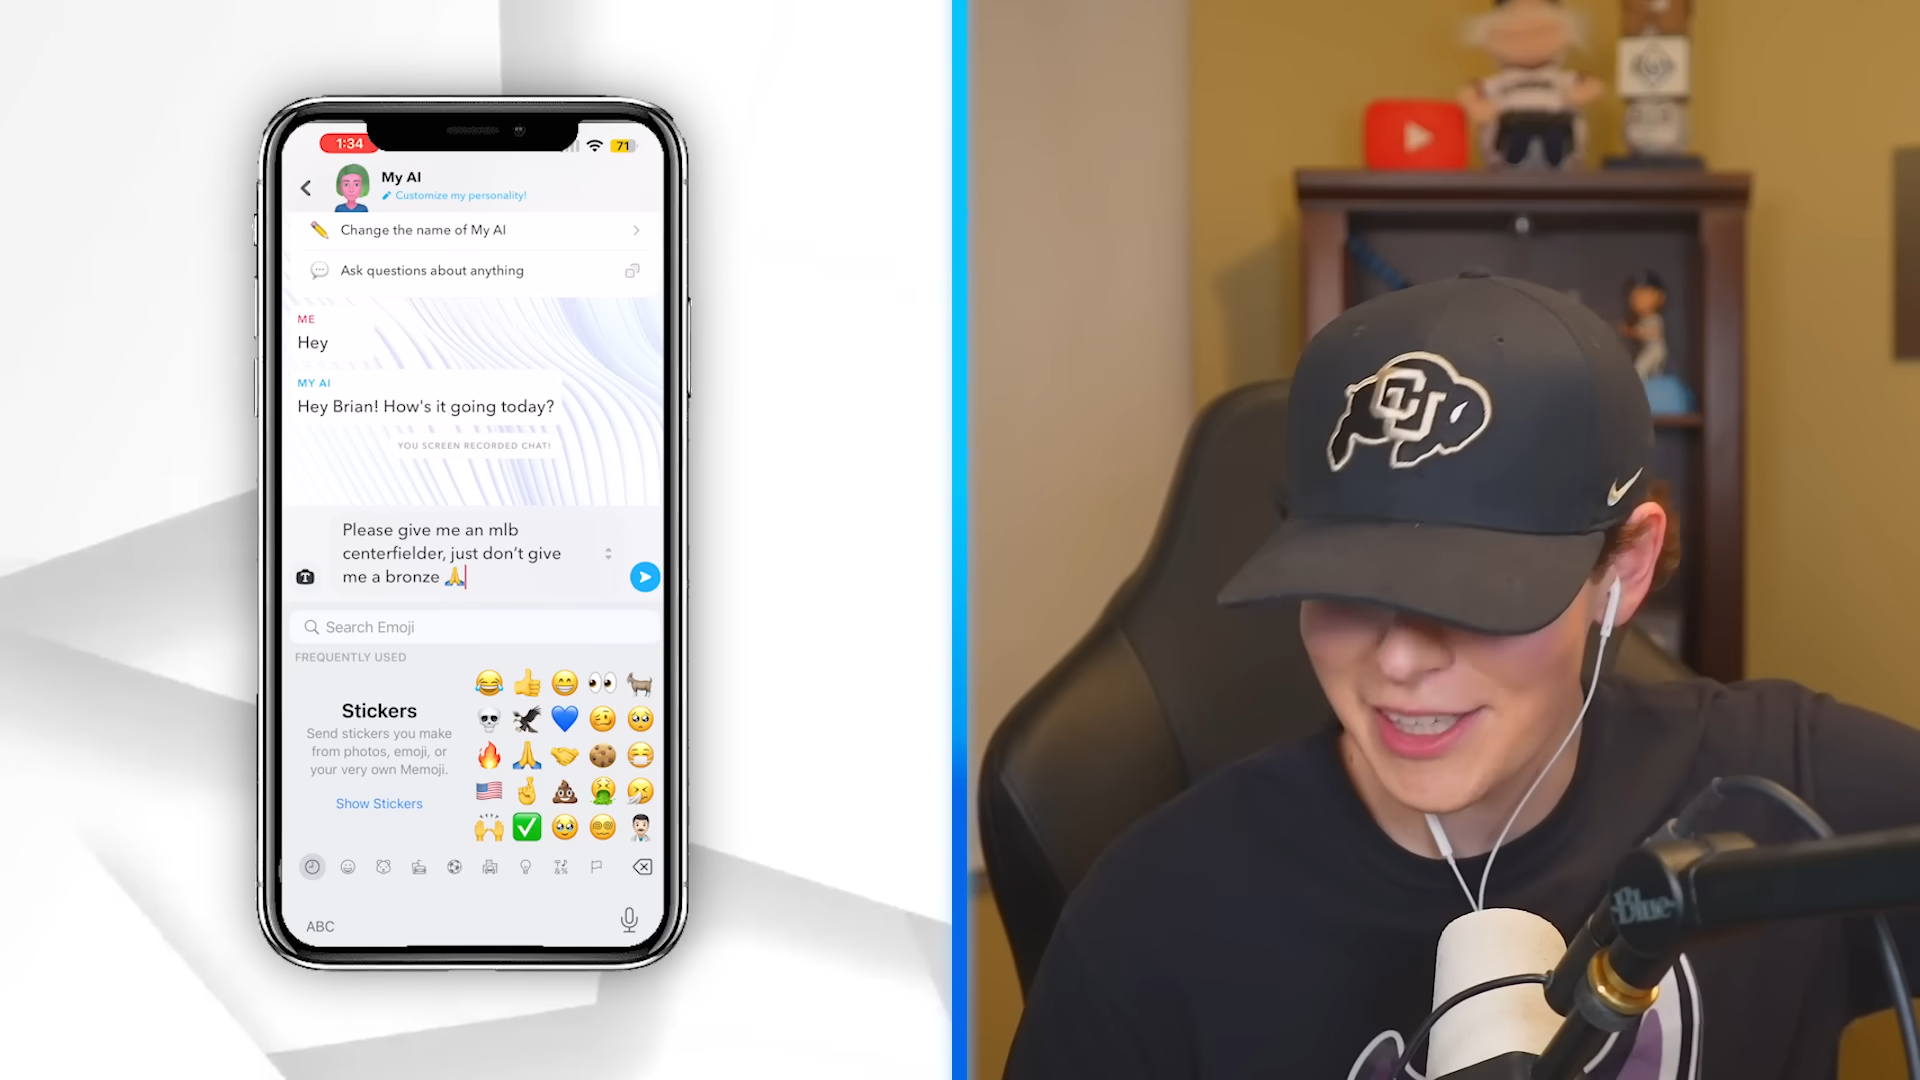 1:34
71
My AI
Customize my personality!
Change the name of My AI
Ask questions about anything
ME
Hey
MY AI
Hey Brian! How's it going today?
YOU SCREEN RECORDED CHAT!
Please give me an mlb
centerfielder, just don't give
me a bronze 🙏
Search Emoji
FREQUENTLY USED
Stickers
Send stickers you make
from photos, emoji, or
your very own Memoji.
Show Stickers
ABC
CU
Blue